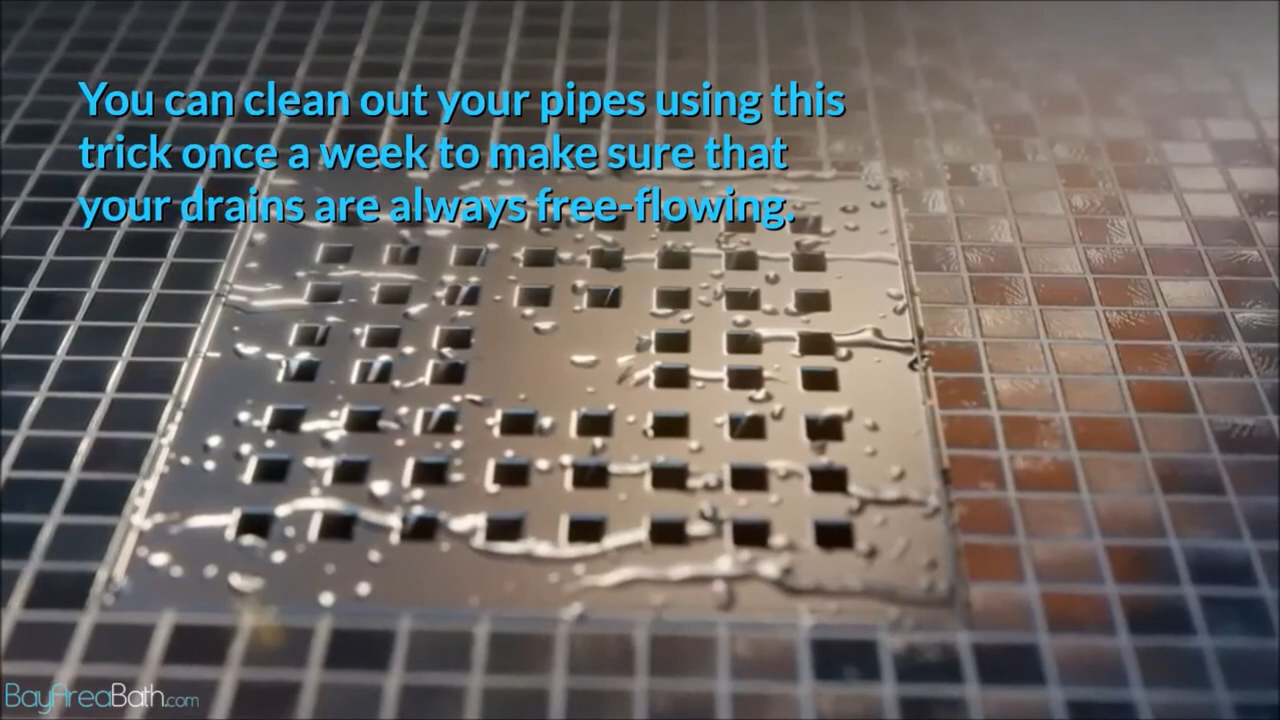 You can clean out your pipes using this
trick once a week to make sure that
your drains are always free-flowing.
BayAreaBath.com